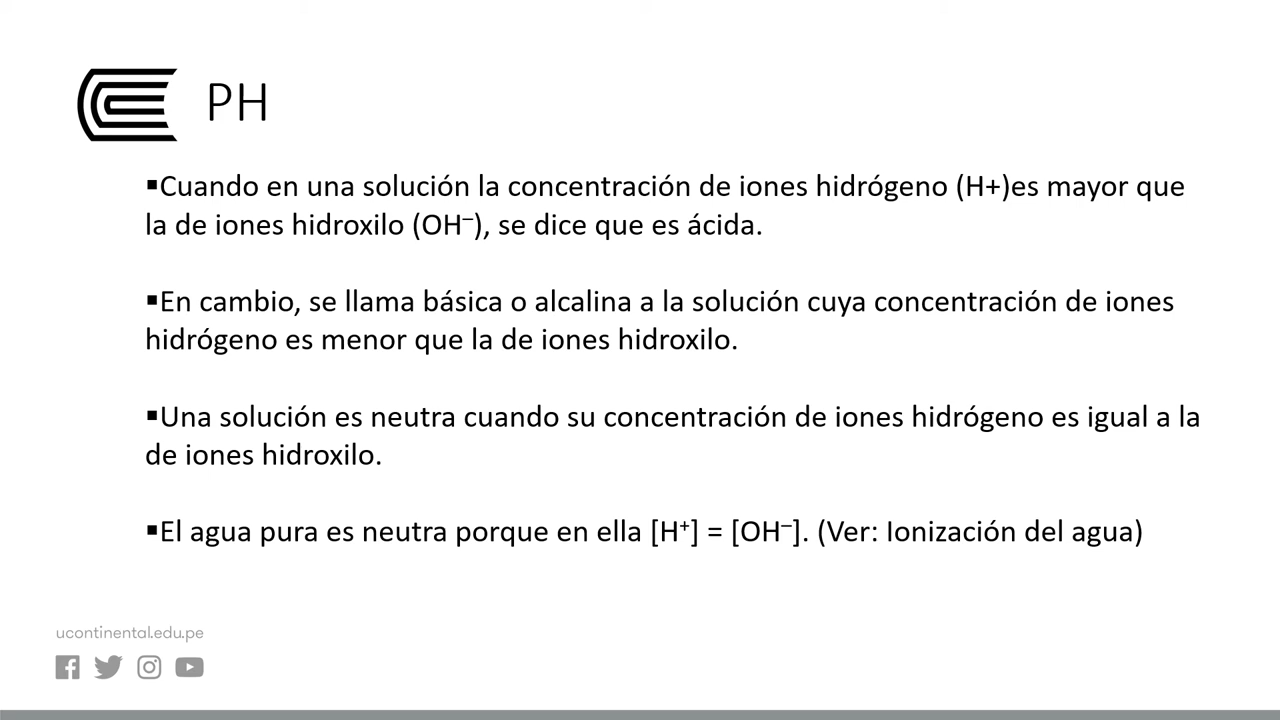 PH
▪Cuando en una solución la concentración de iones hidrógeno (H+)es mayor que
la de iones hidroxilo (OH⁻), se dice que es ácida.
▪En cambio, se llama básica o alcalina a la solución cuya concentración de iones
hidrógeno es menor que la de iones hidroxilo.
▪Una solución es neutra cuando su concentración de iones hidrógeno es igual a la
de iones hidroxilo.
▪El agua pura es neutra porque en ella [H⁺] = [OH⁻]. (Ver: Ionización del agua)
ucontinental.edu.pe